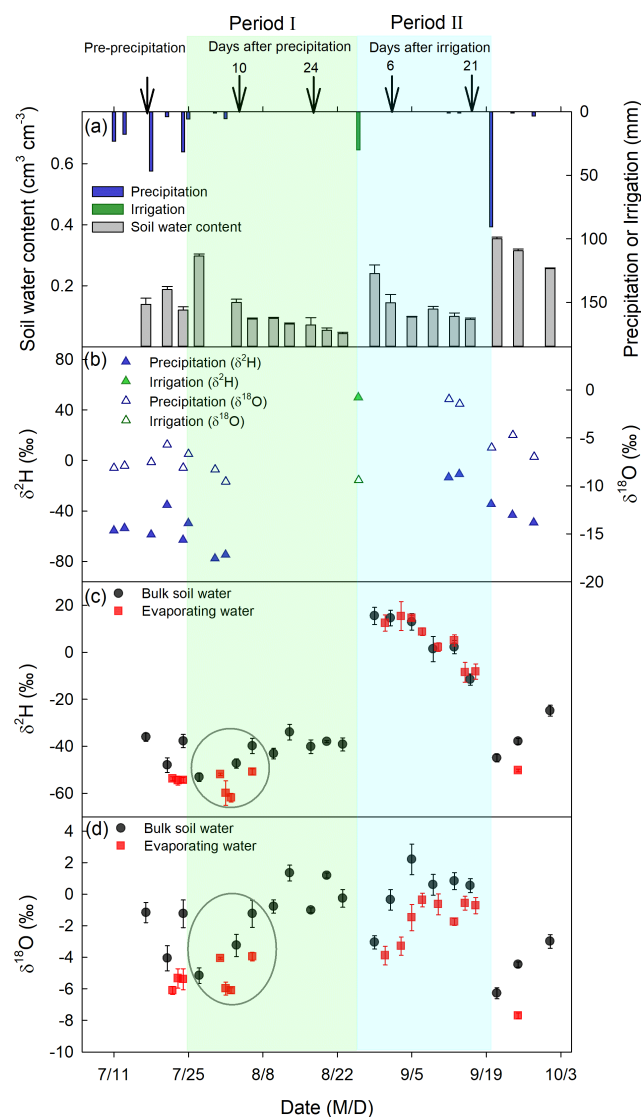 Period I Period II
Pre-precipitation Days after precipitation Days after irrigation
10 24 6 21
(a)
Soil water content (cm³ cm⁻³)
0.6
0.4
0.2
0
50
100
150
Precipitation or Irrigation (mm)
Precipitation
Irrigation
Soil water content
(b)
δ²H (‰)
80
40
0
-40
-80
0
-5
-10
-15
-20
δ¹⁸O (‰)
Precipitation (δ²H)
Irrigation (δ²H)
Precipitation (δ¹⁸O)
Irrigation (δ¹⁸O)
(c)
δ²H (‰)
20
0
-20
-40
-60
Bulk soil water
Evaporating water
(d)
δ¹⁸O (‰)
4
2
0
-2
-4
-6
-8
-10
Bulk soil water
Evaporating water
7/11 7/25 8/8 8/22 9/5 9/19 10/3
Date (M/D)